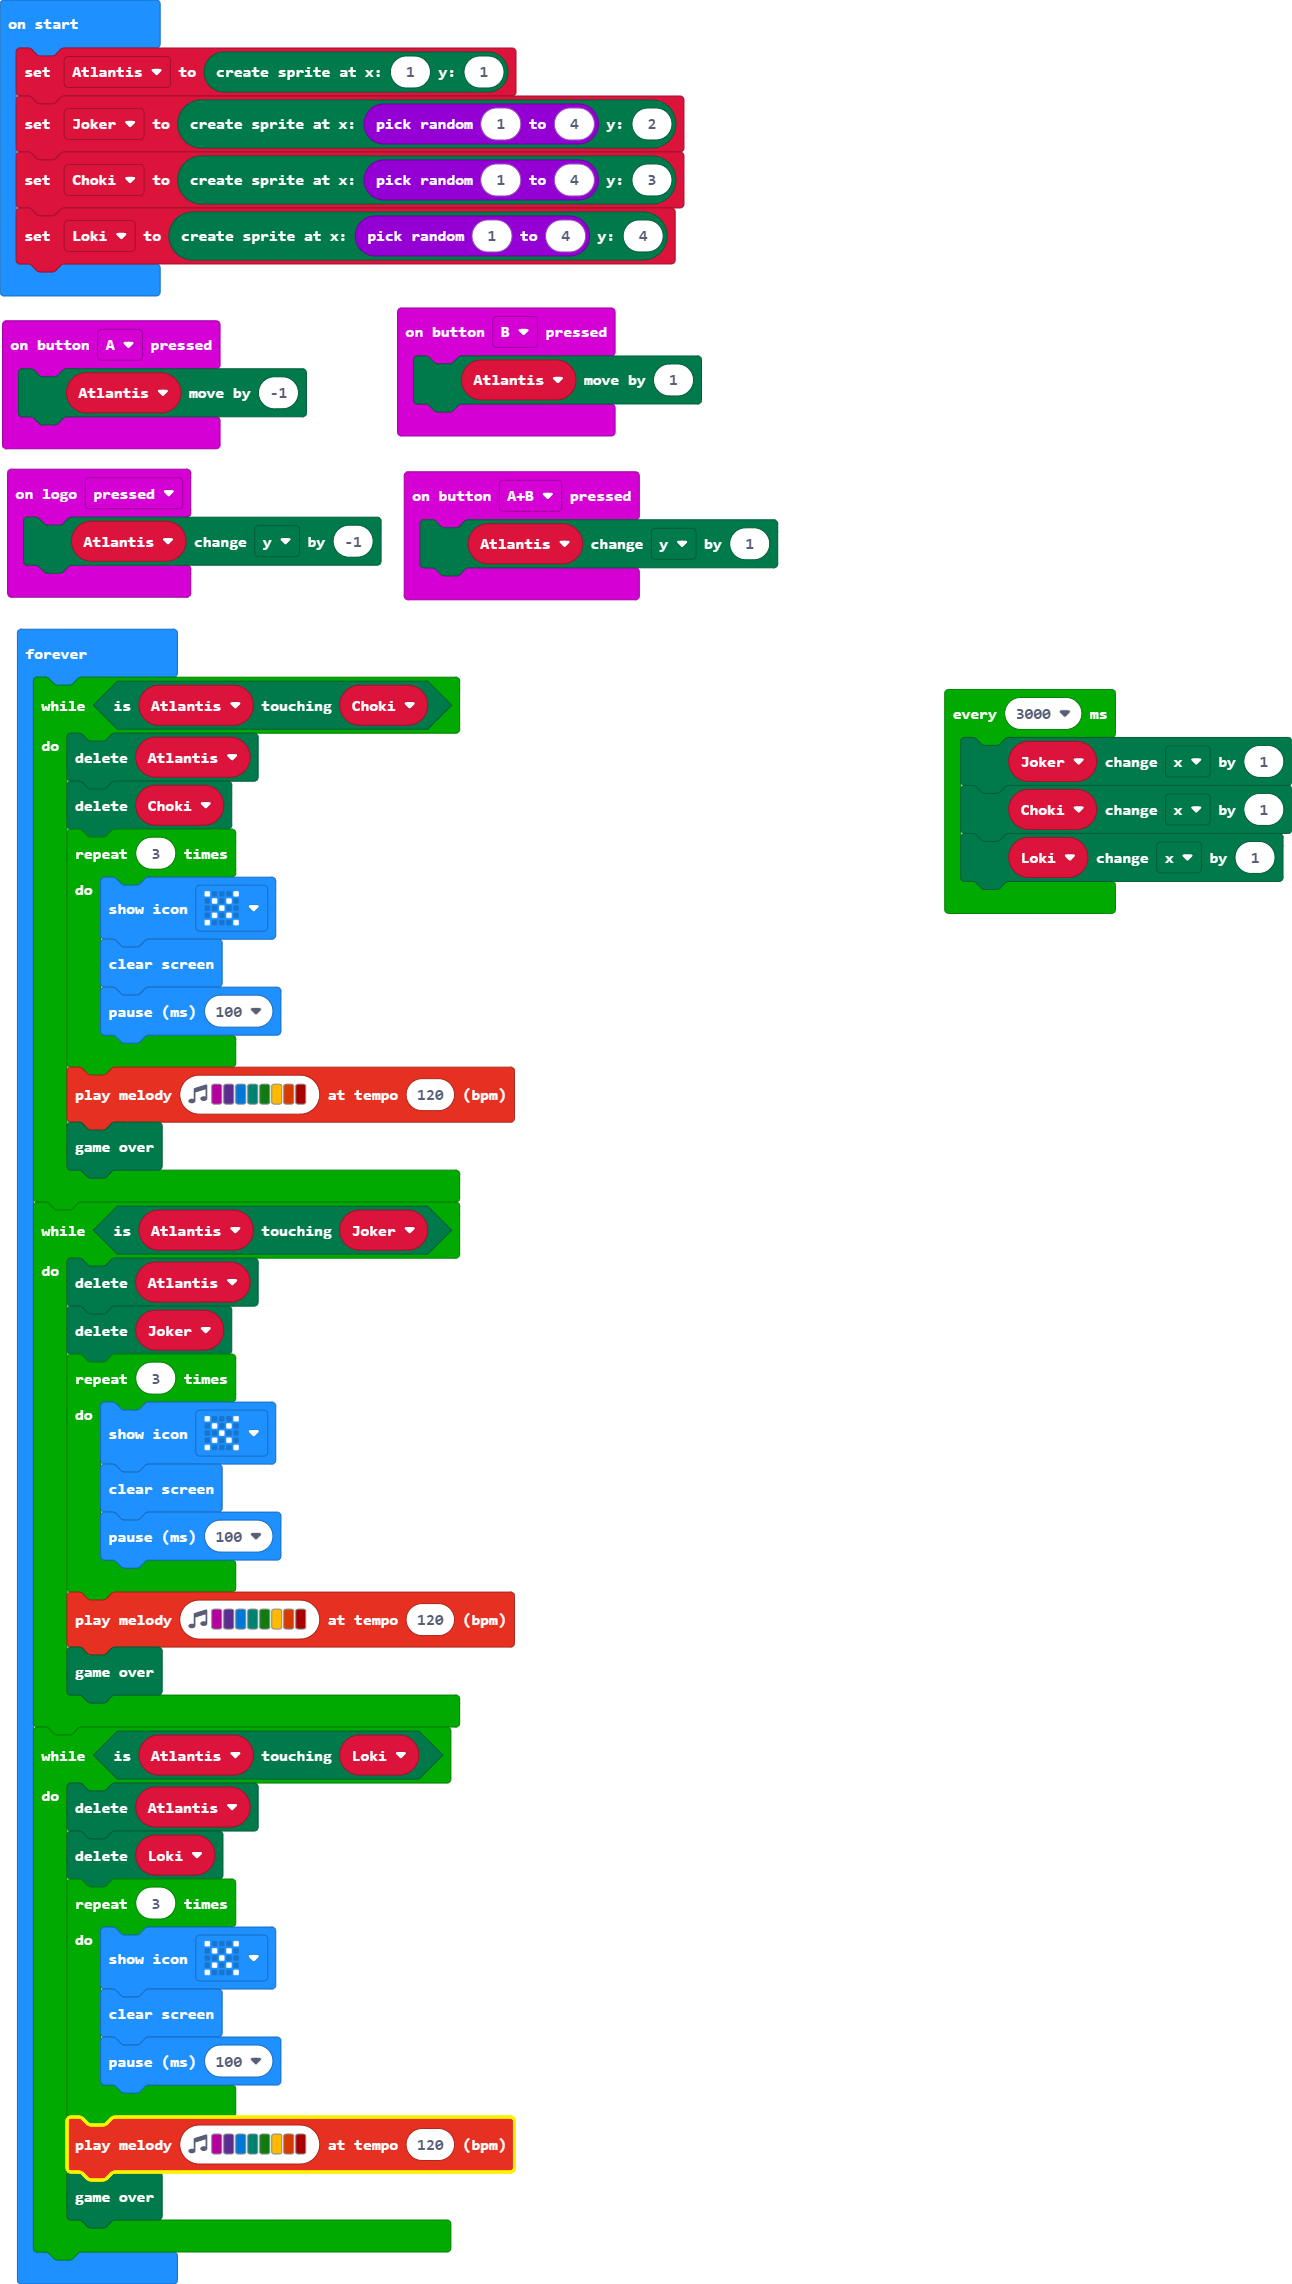 on start
set Atlantis to create sprite at x: 1 y: 1
set Joker to create sprite at x: pick random 1 to 4 y: 2
set Choki to create sprite at x: pick random 1 to 4 y: 3
set Loki to create sprite at x: pick random 1 to 4 y: 4
on button A pressed
Atlantis move by -1
on button B pressed
Atlantis move by 1
on logo pressed
Atlantis change y by -1
on button A+B pressed
Atlantis change y by 1
forever
while is Atlantis touching Choki
do delete Atlantis
delete Choki
repeat 3 times
do show icon
clear screen
pause (ms) 100
play melody at tempo 120 (bpm)
game over
while is Atlantis touching Joker
do delete Atlantis
delete Joker
repeat 3 times
do show icon
clear screen
pause (ms) 100
play melody at tempo 120 (bpm)
game over
while is Atlantis touching Loki
do delete Atlantis
delete Loki
repeat 3 times
do show icon
clear screen
pause (ms) 100
play melody at tempo 120 (bpm)
game over
every 3000 ms
Joker change x by 1
Choki change x by 1
Loki change x by 1